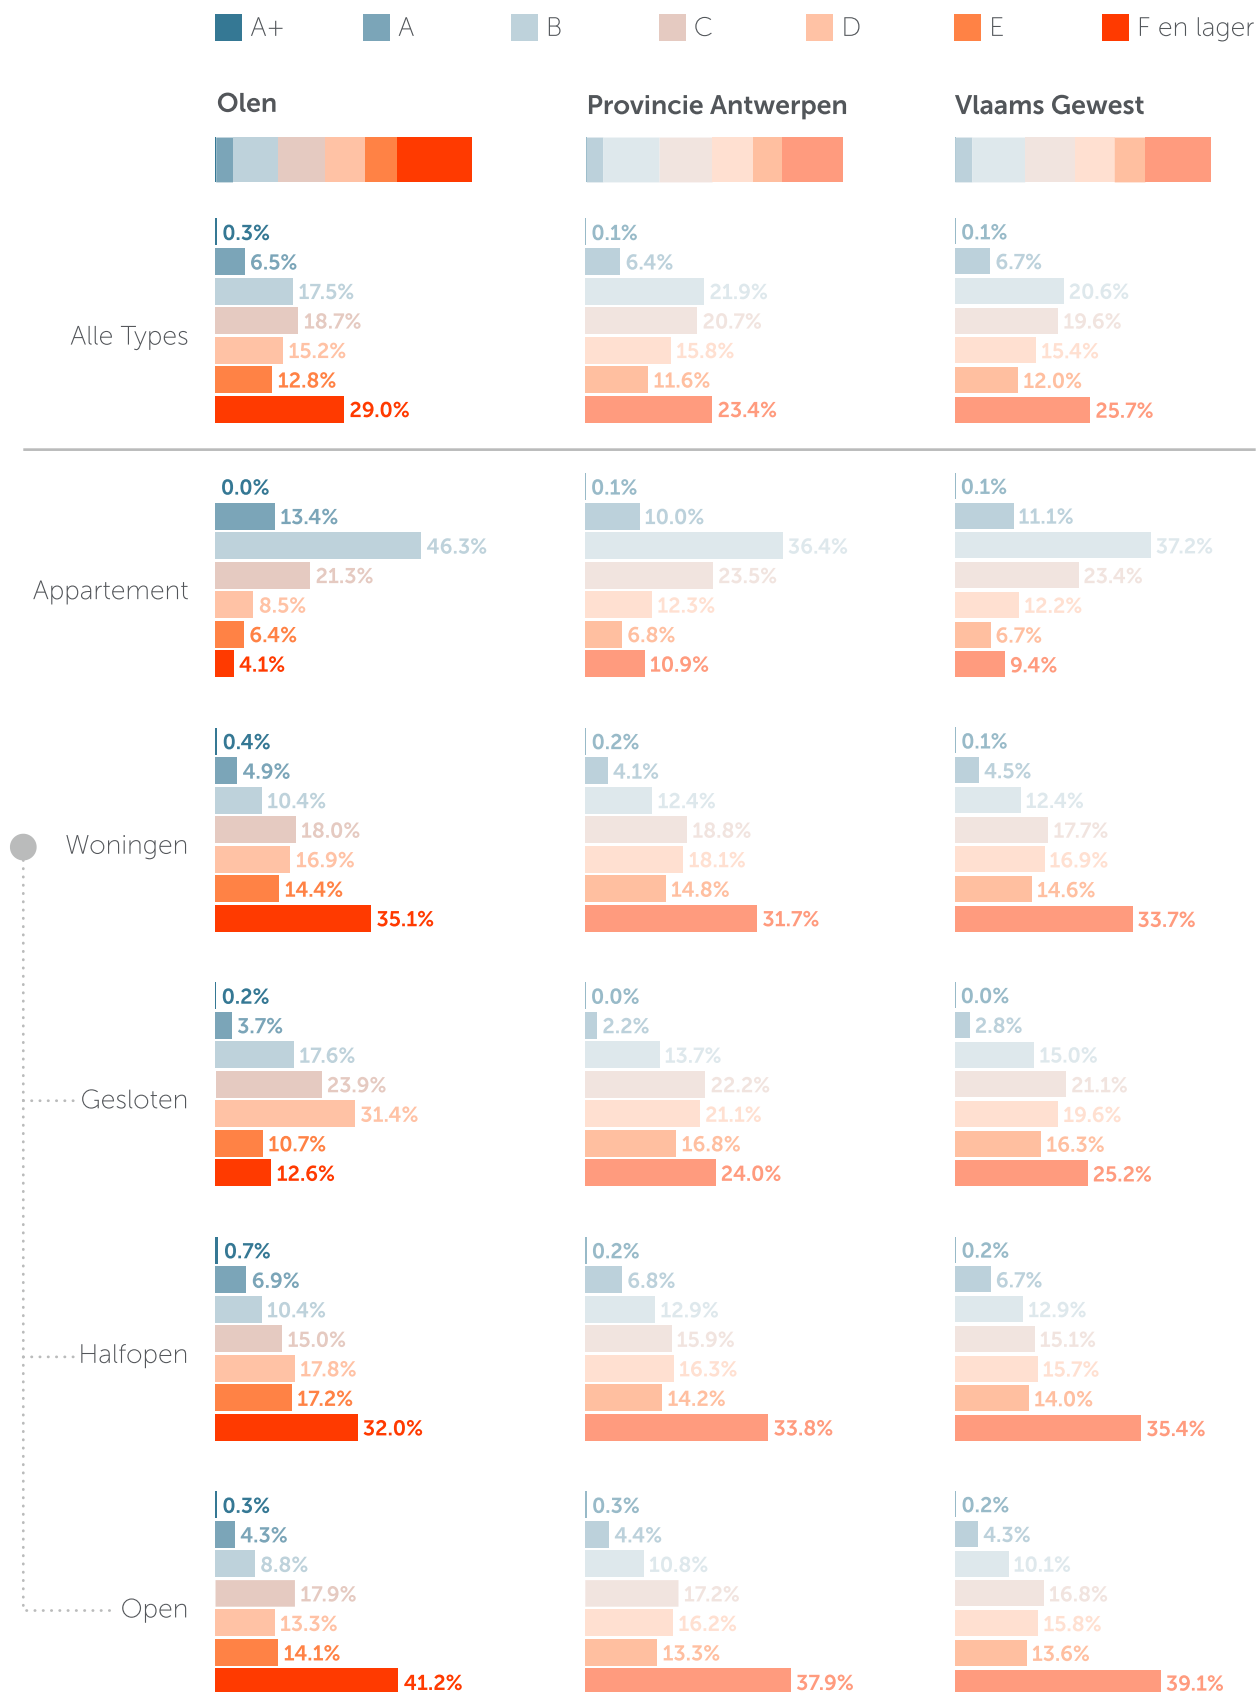 A+ A B C D E F en lager
Olen Provincie Antwerpen Vlaams Gewest
0.3% 0.1% 0.1%
6.5% 6.4% 6.7%
17.5% 21.9% 20.6%
18.7% 20.7% 19.6%
Alle Types
15.2% 15.8% 15.4%
12.8% 11.6% 12.0%
29.0% 23.4% 25.7%
0.0% 0.1% 0.1%
13.4% 10.0% 11.1%
46.3% 36.4% 37.2%
21.3% 23.5% 23.4%
Appartement
8.5% 12.3% 12.2%
6.4% 6.8% 6.7%
4.1% 10.9% 9.4%
0.4% 0.2% 0.1%
4.9% 4.1% 4.5%
10.4% 12.4% 12.4%
18.0% 18.8% 17.7%
Woningen
16.9% 18.1% 16.9%
14.4% 14.8% 14.6%
35.1% 31.7% 33.7%
0.2% 0.0% 0.0%
3.7% 2.2% 2.8%
17.6% 13.7% 15.0%
23.9% 22.2% 21.1%
Gesloten
31.4% 21.1% 19.6%
10.7% 16.8% 16.3%
12.6% 24.0% 25.2%
0.7% 0.2% 0.2%
6.9% 6.8% 6.7%
10.4% 12.9% 12.9%
15.0% 15.9% 15.1%
Halfopen
17.8% 16.3% 15.7%
17.2% 14.2% 14.0%
32.0% 33.8% 35.4%
0.3% 0.3% 0.2%
4.3% 4.4% 4.3%
8.8% 10.8% 10.1%
17.9% 17.2% 16.8%
Open
13.3% 16.2% 15.8%
14.1% 13.3% 13.6%
41.2% 37.9% 39.1%